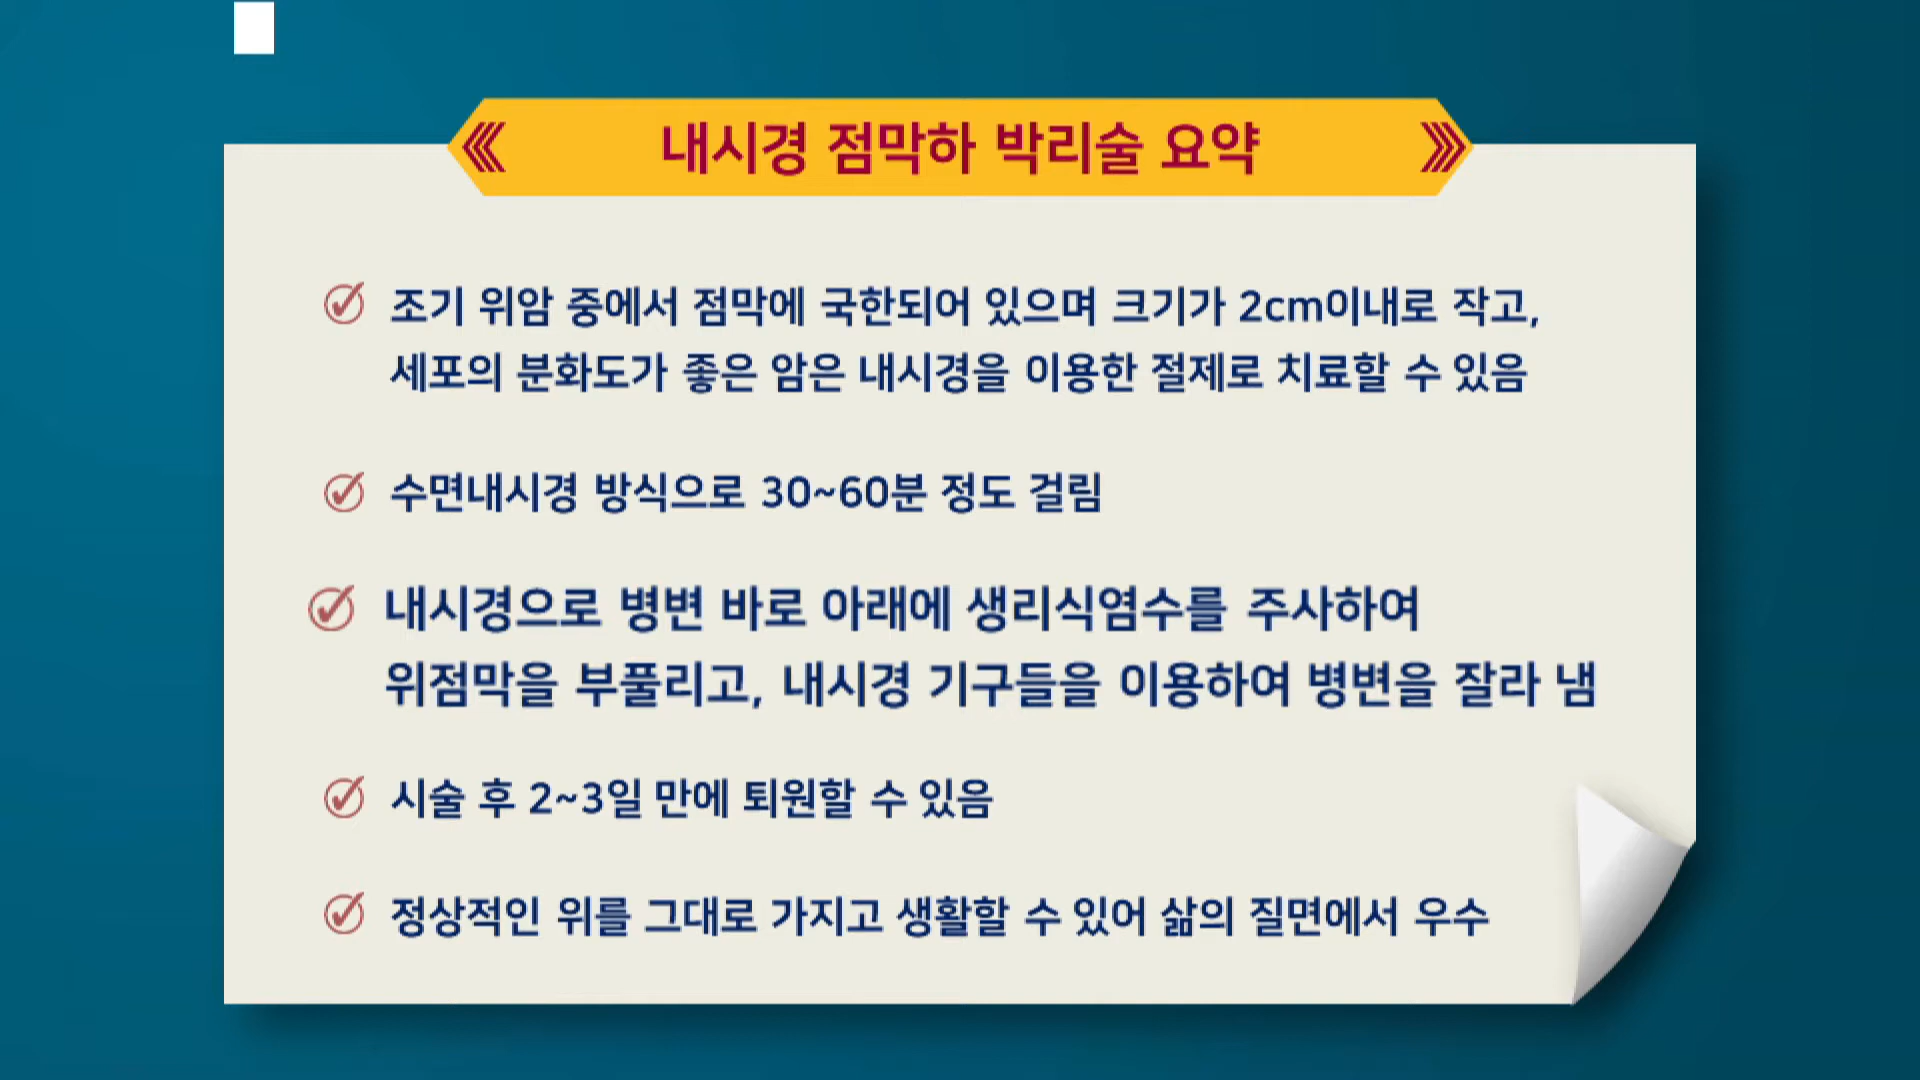 내시경 점막하 박리술 요약
조기 위암 중에서 점막에 국한되어 있으며 크기가 2cm이내로 작고,
세포의 분화도가 좋은 암은 내시경을 이용한 절제로 치료할 수 있음
수면내시경 방식으로 30~60분 정도 걸림
내시경으로 병변 바로 아래에 생리식염수를 주사하여
위점막을 부풀리고, 내시경 기구들을 이용하여 병변을 잘라 냄
시술 후 2~3일 만에 퇴원할 수 있음
정상적인 위를 그대로 가지고 생활할 수 있어 삶의 질면에서 우수